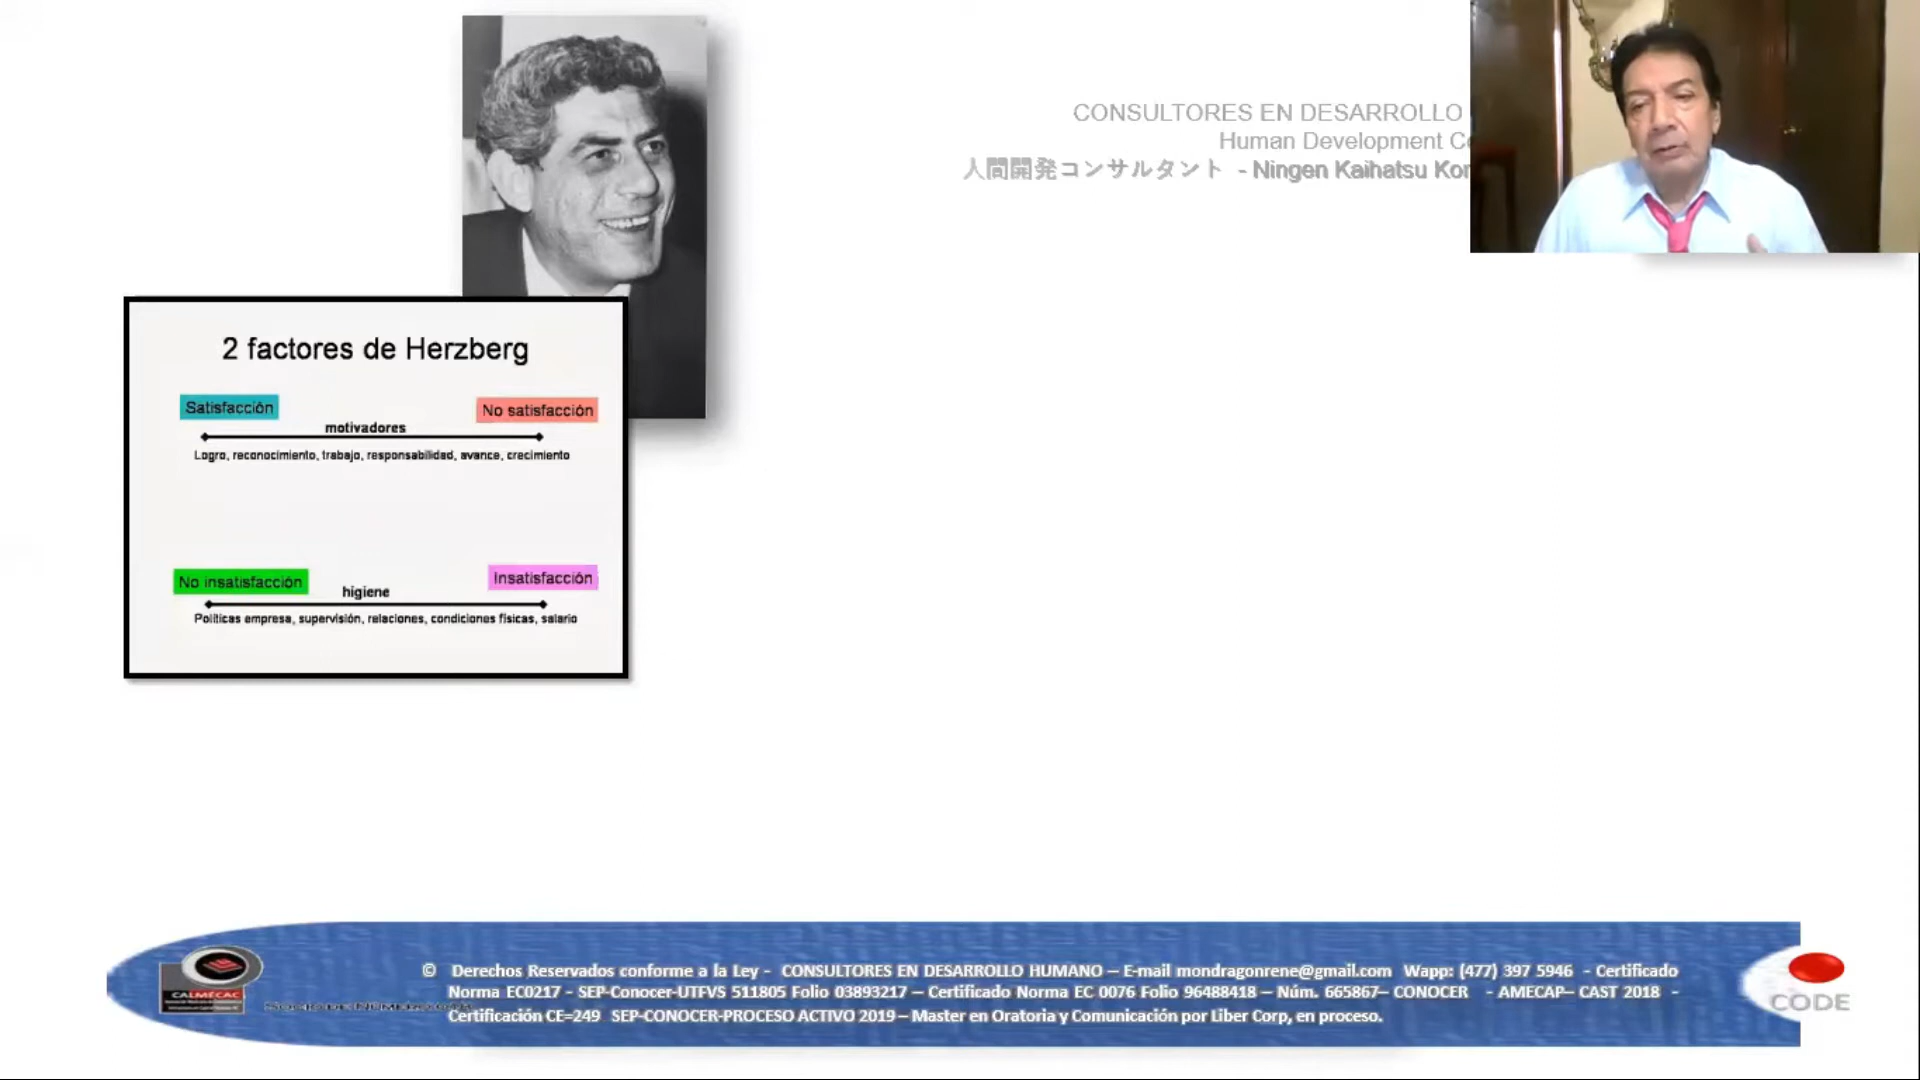 CONSULTORES EN DESARROLLO
Human Development
人間開発コンサルタント - Ningen Kaihatsu
2 factores de Herzberg
Satisfacción
No satisfacción
motivadores
Logro, reconocimiento, trabajo, responsabilidad, avance, crecimiento
No insatisfacción
Insatisfacción
higiene
Políticas empresa, supervisión, relaciones, condiciones físicas, salario
© Derechos Reservados conforme a la Ley - CONSULTORES EN DESARROLLO HUMANO – E-mail mondragonrene@gmail.com Wapp: (477) 397 5946 - Certificado
Norma EC0217 - SEP-Conocer-UTFVS 511805 Folio 03893217 – Certificado Norma EC 0076 Folio 96488418 – Núm. 665867– CONOCER - AMECAP– CAST 2018 -
Certificación CE=249 SEP-CONOCER-PROCESO ACTIVO 2019 – Master en Oratoria y Comunicación por Liber Corp, en proceso.
CALMECAC
CODE